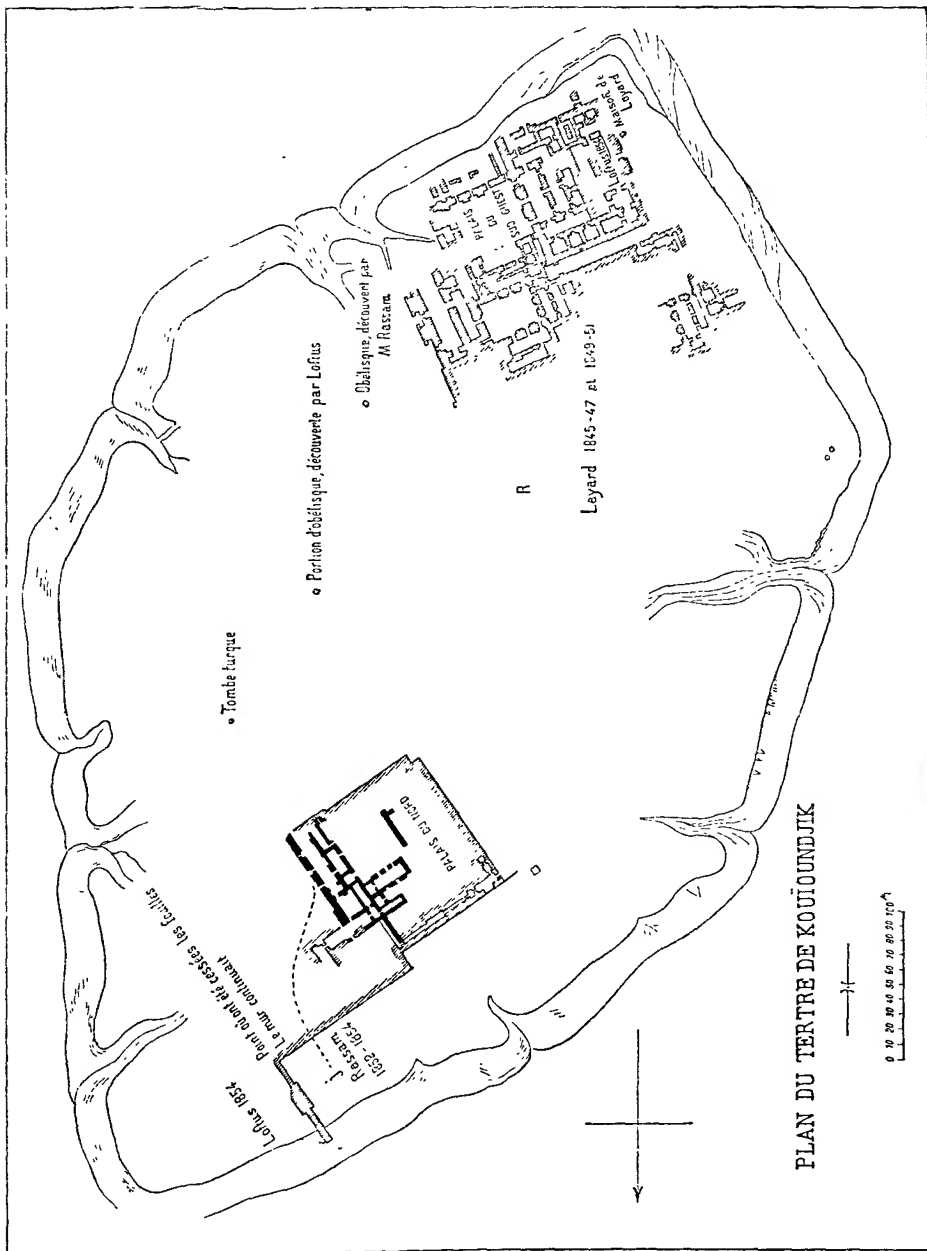 Maison de
Layard
PALAIS
DU
SUD OUEST
Obélisque, découvert par
M Rassam
Portion d'obélisque, découverte par Loftus
Layard 1845-47 et 1849-51
R
Tombe turque
PALAIS DU NORD
Point où ont été cessées les fouilles
Le mur continuait
J
Rassam
1852-1854
Loftus 1854
PLAN DU TERTRE DE KOUÏOUNDJIK
0 10 20 30 40 50 60 70 80 90 100